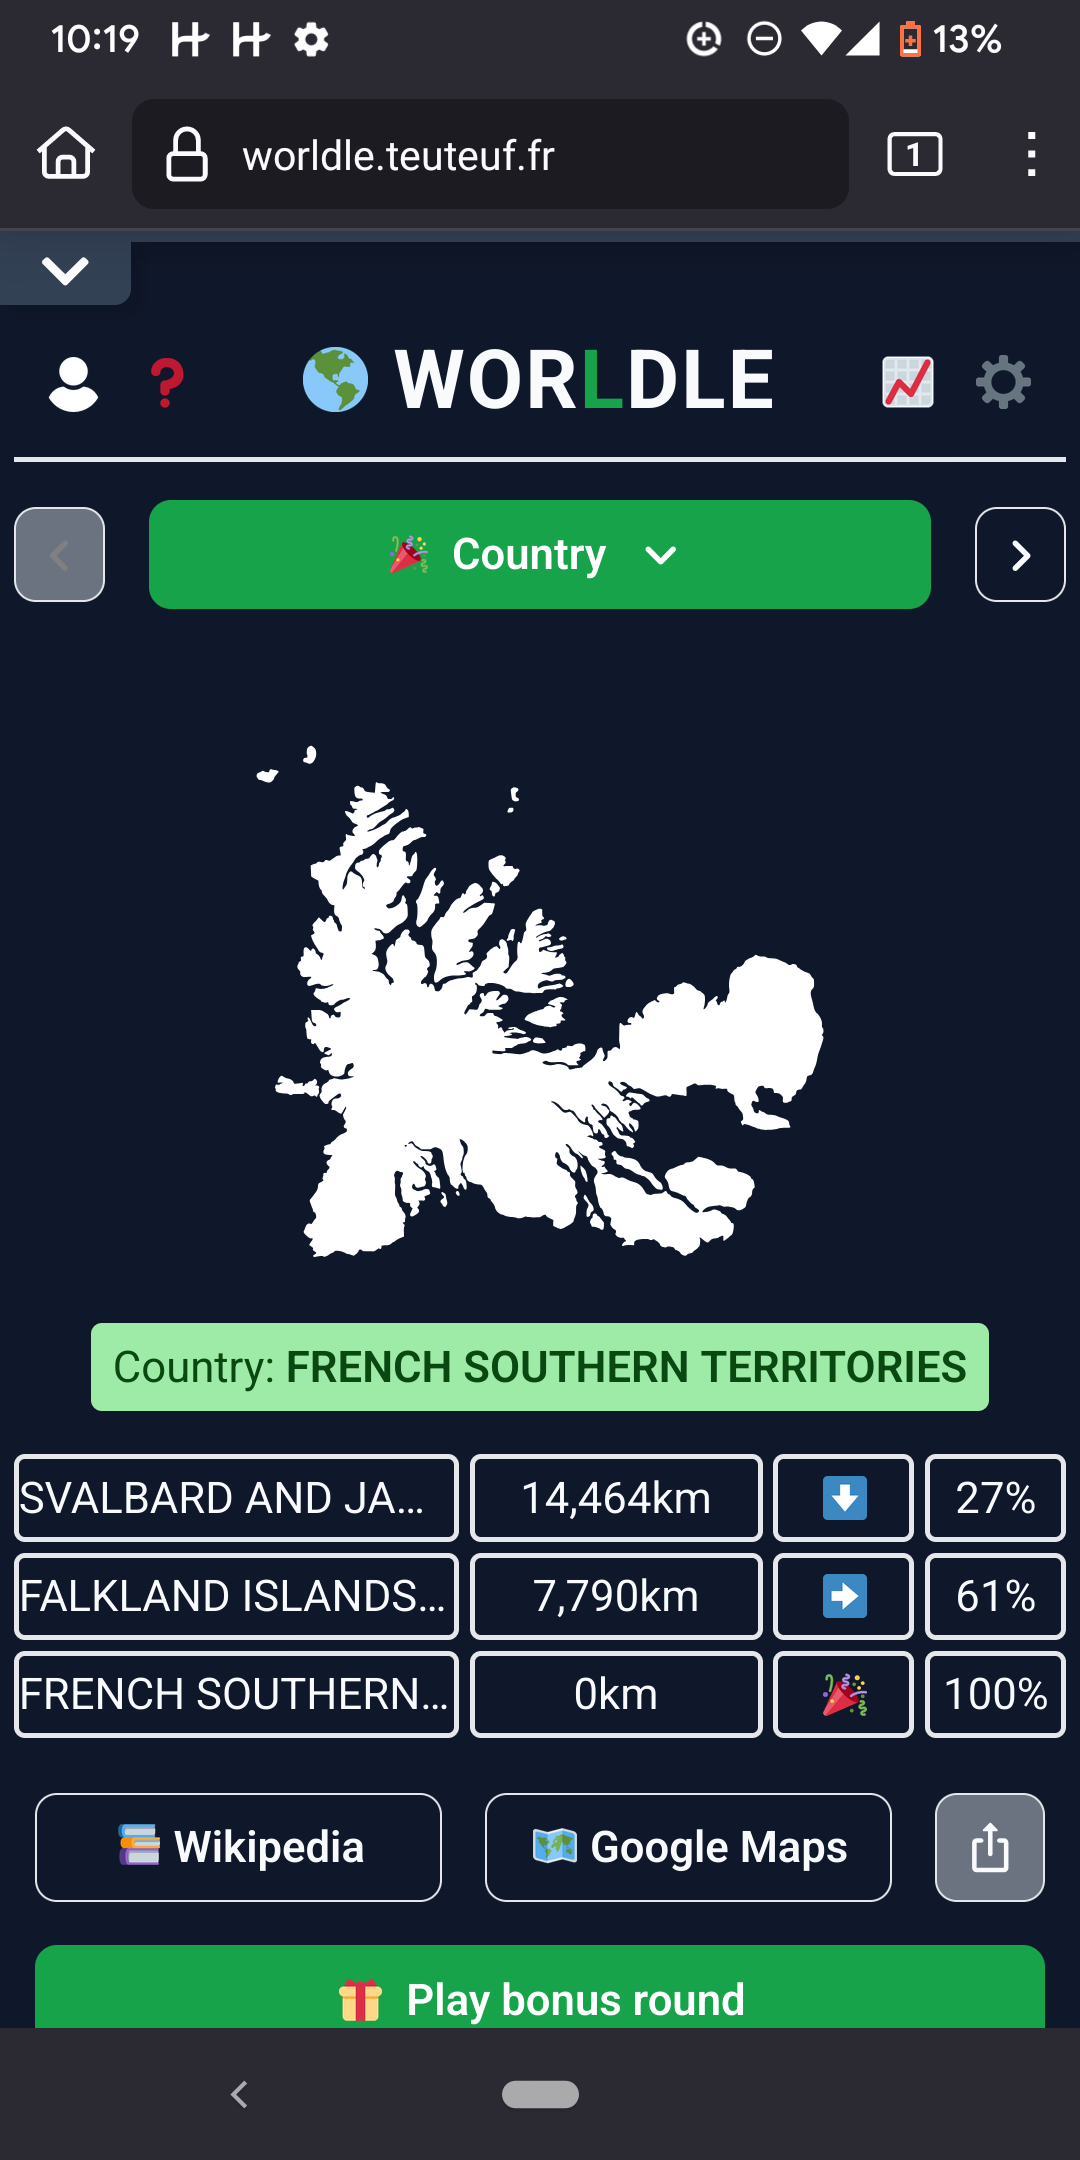 10:19
13%
worldle.teuteuf.fr
1
WORLDLE
Country
Country: FRENCH SOUTHERN TERRITORIES
SVALBARD AND JA... 14,464km 27%
FALKLAND ISLANDS... 7,790km 61%
FRENCH SOUTHERN... 0km 100%
Wikipedia Google Maps
Play bonus round